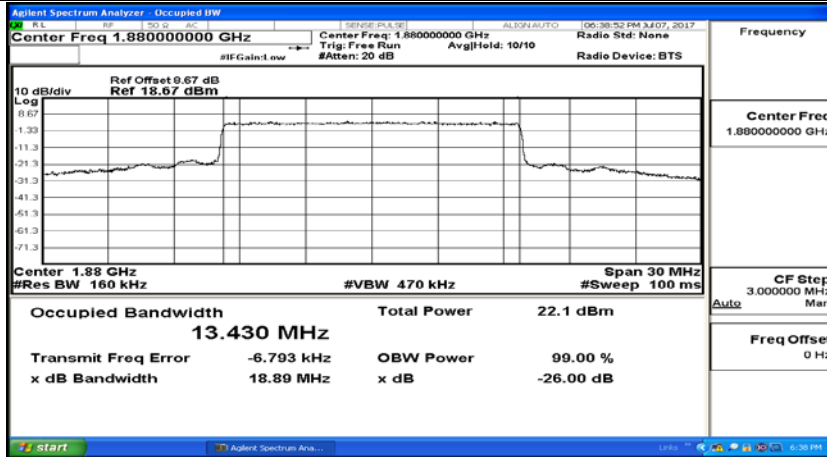 Agilent Spectrum Analyzer - Occupied BW
RL RF 50 Ω AC SENSE:PULSE ALIGN AUTO 06:38:52 PM Jul 07, 2017
Center Freq 1.880000000 GHz Center Freq: 1.880000000 GHz Radio Std: None Frequency
Trig: Free Run Avg|Hold: 10/10
#IFGain:Low #Atten: 20 dB Radio Device: BTS
Ref Offset 8.67 dB
10 dB/div Ref 18.67 dBm
Log
8.67
-1.33
-11.3
-21.3
-31.3
-41.3
-51.3
-61.3
-71.3
Center Freq
1.880000000 GHz
Center 1.88 GHz Span 30 MHz
#Res BW 160 kHz #VBW 470 kHz #Sweep 100 ms
CF Step
3.000000 MHz
Auto Man
Occupied Bandwidth Total Power 22.1 dBm
13.430 MHz
Transmit Freq Error -6.793 kHz OBW Power 99.00 %
x dB Bandwidth 18.89 MHz x dB -26.00 dB
Freq Offset
0 Hz
start Agilent Spectrum Ana... Links 6:38 PM